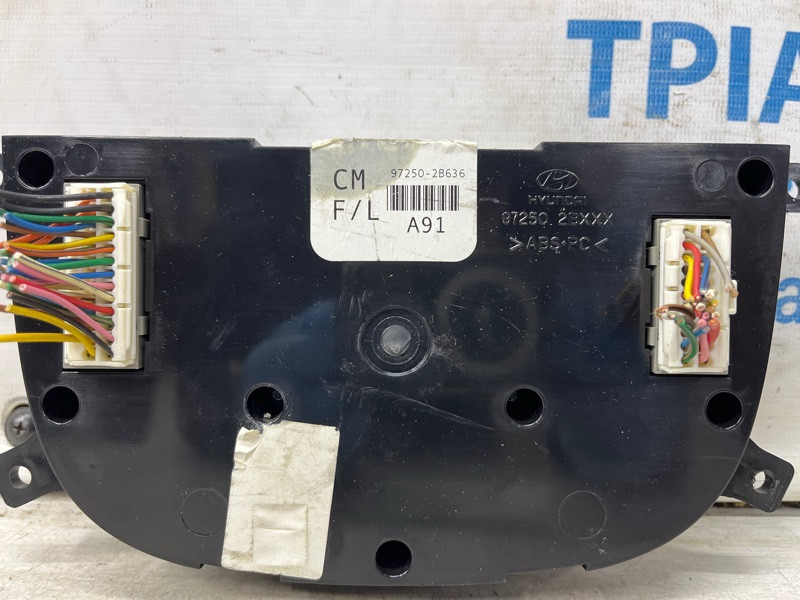 TPIA
CM 97250-2B636
F/L
A91
HYUNDAI
97250 2BXXX
>ABS+PC<